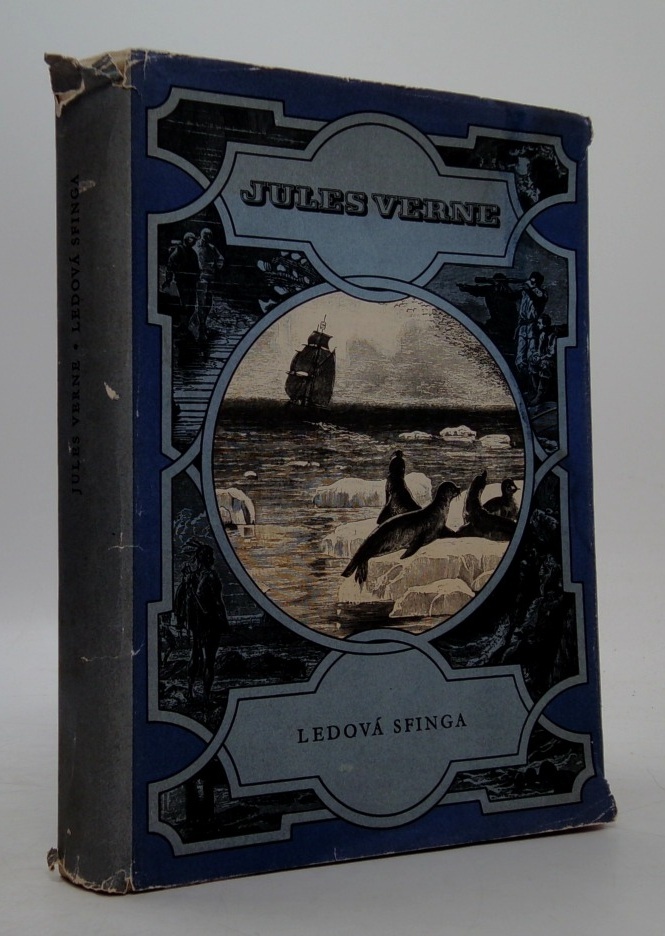 JULES VERNE • LEDOVÁ SFINGA
JULES VERNE
LEDOVÁ SFINGA